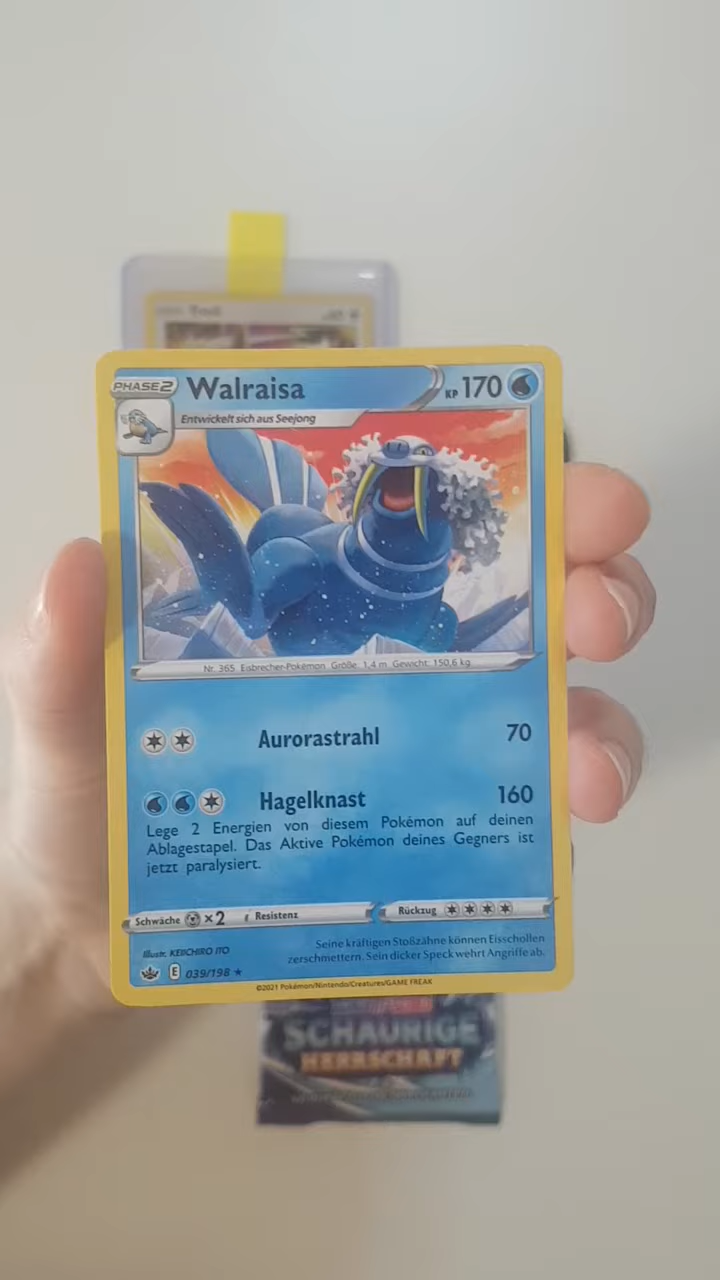 PHASE2 Walraisa KP 170
Entwickelt sich aus Seejong
Nr. 365 Eisbrecher-Pokémon Größe: 1,4 m Gewicht: 150,6 kg
Aurorastrahl 70
Hagelknast 160
Lege 2 Energien von diesem Pokémon auf deinen
Ablagestapel. Das Aktive Pokémon deines Gegners ist
jetzt paralysiert.
Schwäche ×2 Resistenz Rückzug
Illustr. KEIICHIRO ITO
Seine kräftigen Stoßzähne können Eisschollen
zerschmettern. Sein dicker Speck wehrt Angriffe ab.
E 039/198 ★
©2021 Pokémon/Nintendo/Creatures/GAME FREAK
SCHAURIGE
HERRSCHAFT